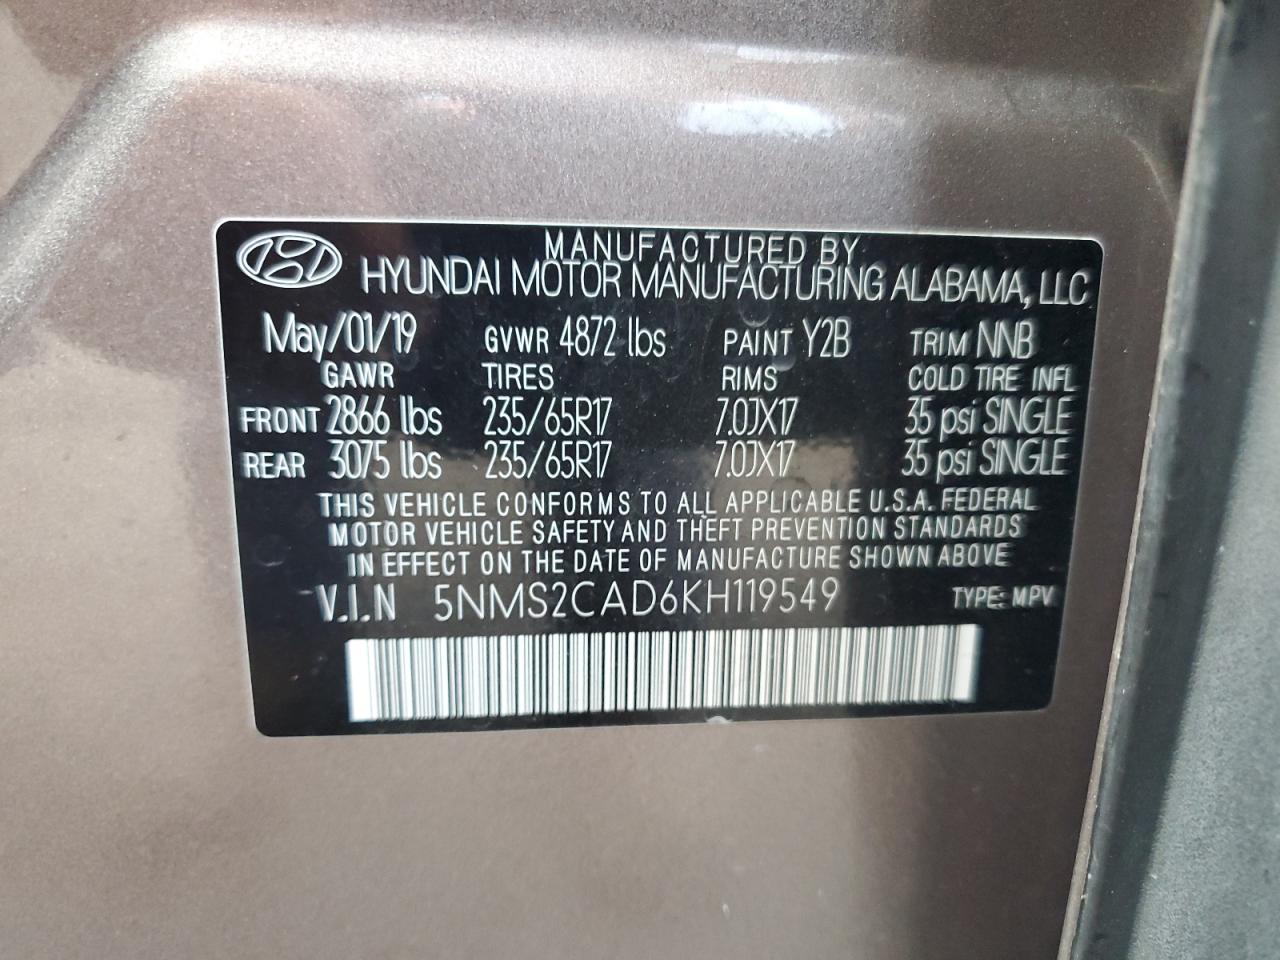 MANUFACTURED BY
HYUNDAI MOTOR MANUFACTURING ALABAMA, LLC
May/01/19 GVWR 4872 lbs PAINT Y2B TRIM NNB
GAWR TIRES RIMS COLD TIRE INFL
FRONT 2866 lbs 235/65R17 7.0JX17 35 psi SINGLE
REAR 3075 lbs 235/65R17 7.0JX17 35 psi SINGLE
THIS VEHICLE CONFORMS TO ALL APPLICABLE U.S.A. FEDERAL
MOTOR VEHICLE SAFETY AND THEFT PREVENTION STANDARDS
IN EFFECT ON THE DATE OF MANUFACTURE SHOWN ABOVE
V.I.N 5NMS2CAD6KH119549 TYPE: MPV